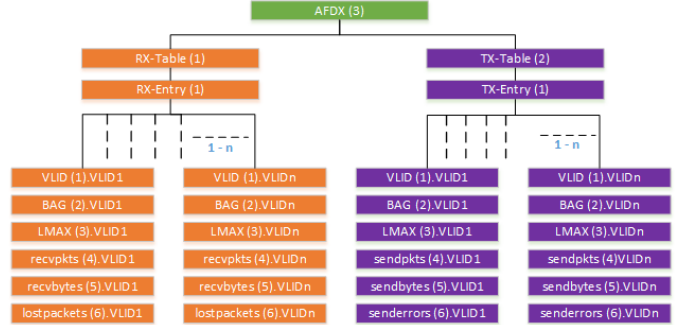 AFDX (3)
RX-Table (1)
TX-Table (2)
RX-Entry (1)
TX-Entry (1)
1 - n
1 - n
VLID (1).VLID1
VLID (1).VLIDn
VLID (1).VLID1
VLID (1).VLIDn
BAG (2).VLID1
BAG (2).VLIDn
BAG (2).VLID1
BAG (2).VLIDn
LMAX (3).VLID1
LMAX (3).VLIDn
LMAX (3).VLID1
LMAX (3).VLIDn
recvpkts (4).VLID1
recvpkts (4).VLIDn
sendpkts (4).VLID1
sendpkts (4)VLIDn
recvbytes (5).VLID1
recvbytes (5).VLIDn
sendbytes (5).VLID1
sendbytes (5).VLIDn
lostpackets (6).VLID1
lostpackets (6).VLIDn
senderrors (6).VLID1
senderrors (6).VLIDn